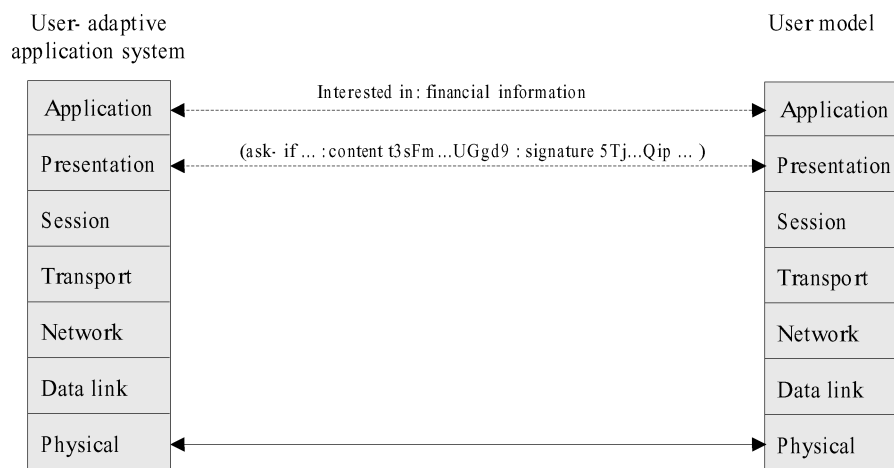 User- adaptive
application system
User model
Application
Interested in: financial information
Application
Presentation
(ask- if ... :content t3sFm...UGgd9 : signature 5Tj...Qip ... )
Presentation
Session
Session
Transport
Transport
Network
Network
Data link
Data link
Physical
Physical